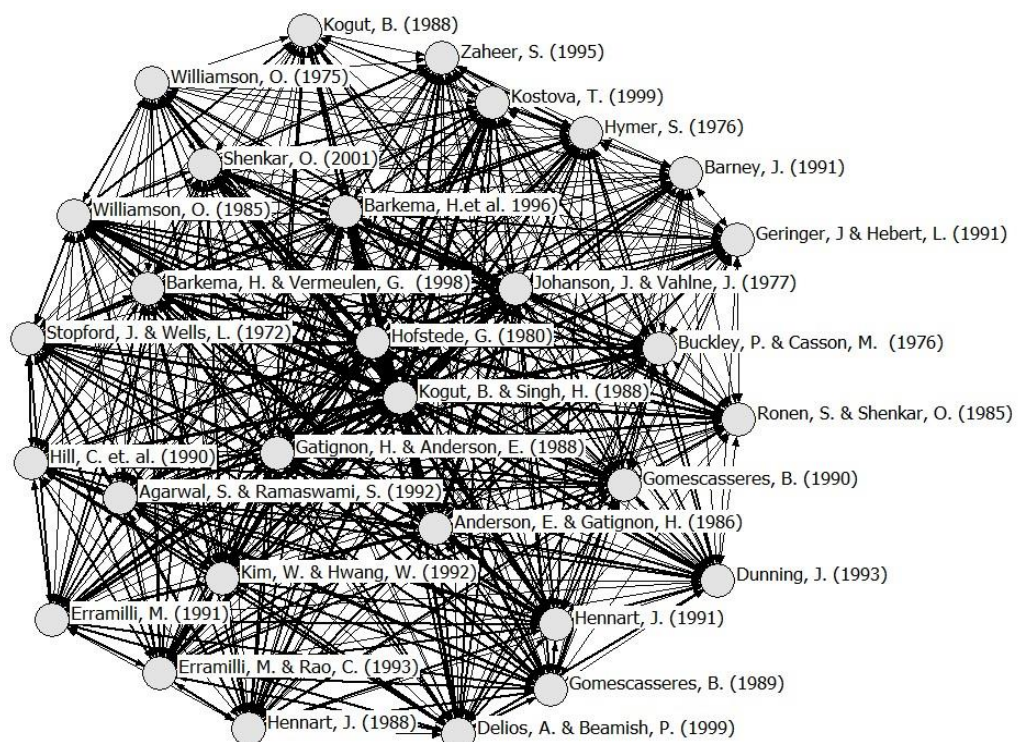 Kogut, B. (1988)
Zaheer, S. (1995)
Williamson, O. (1975)
Kostova, T. (1999)
Hymer, S. (1976)
Shenkar, O. (2001)
Barney, J. (1991)
Barkema, H.et al. 1996)
Williamson, O. (1985)
Geringer, J & Hebert, L. (1991)
Barkema, H. & Vermeulen, G. (1998)
Johanson, J. & Vahlne, J. (1977)
Stopford, J. & Wells, L. (1972)
Hofstede, G. (1980)
Buckley, P. & Casson, M. (1976)
Kogut, B. & Singh, H. (1988)
Ronen, S. & Shenkar, O. (1985)
Gatignon, H. & Anderson, E. (1988)
Hill, C. et. al. (1990)
Gomescasseres, B. (1990)
Agarwal, S. & Ramaswami, S. (1992)
Anderson, E. & Gatignon, H. (1986)
Kim, W. & Hwang, W. (1992)
Dunning, J. (1993)
Erramilli, M. (1991)
Hennart, J. (1991)
Erramilli, M. & Rao, C. (1993)
Gomescasseres, B. (1989)
Hennart, J. (1988)
Delios, A. & Beamish, P. (1999)